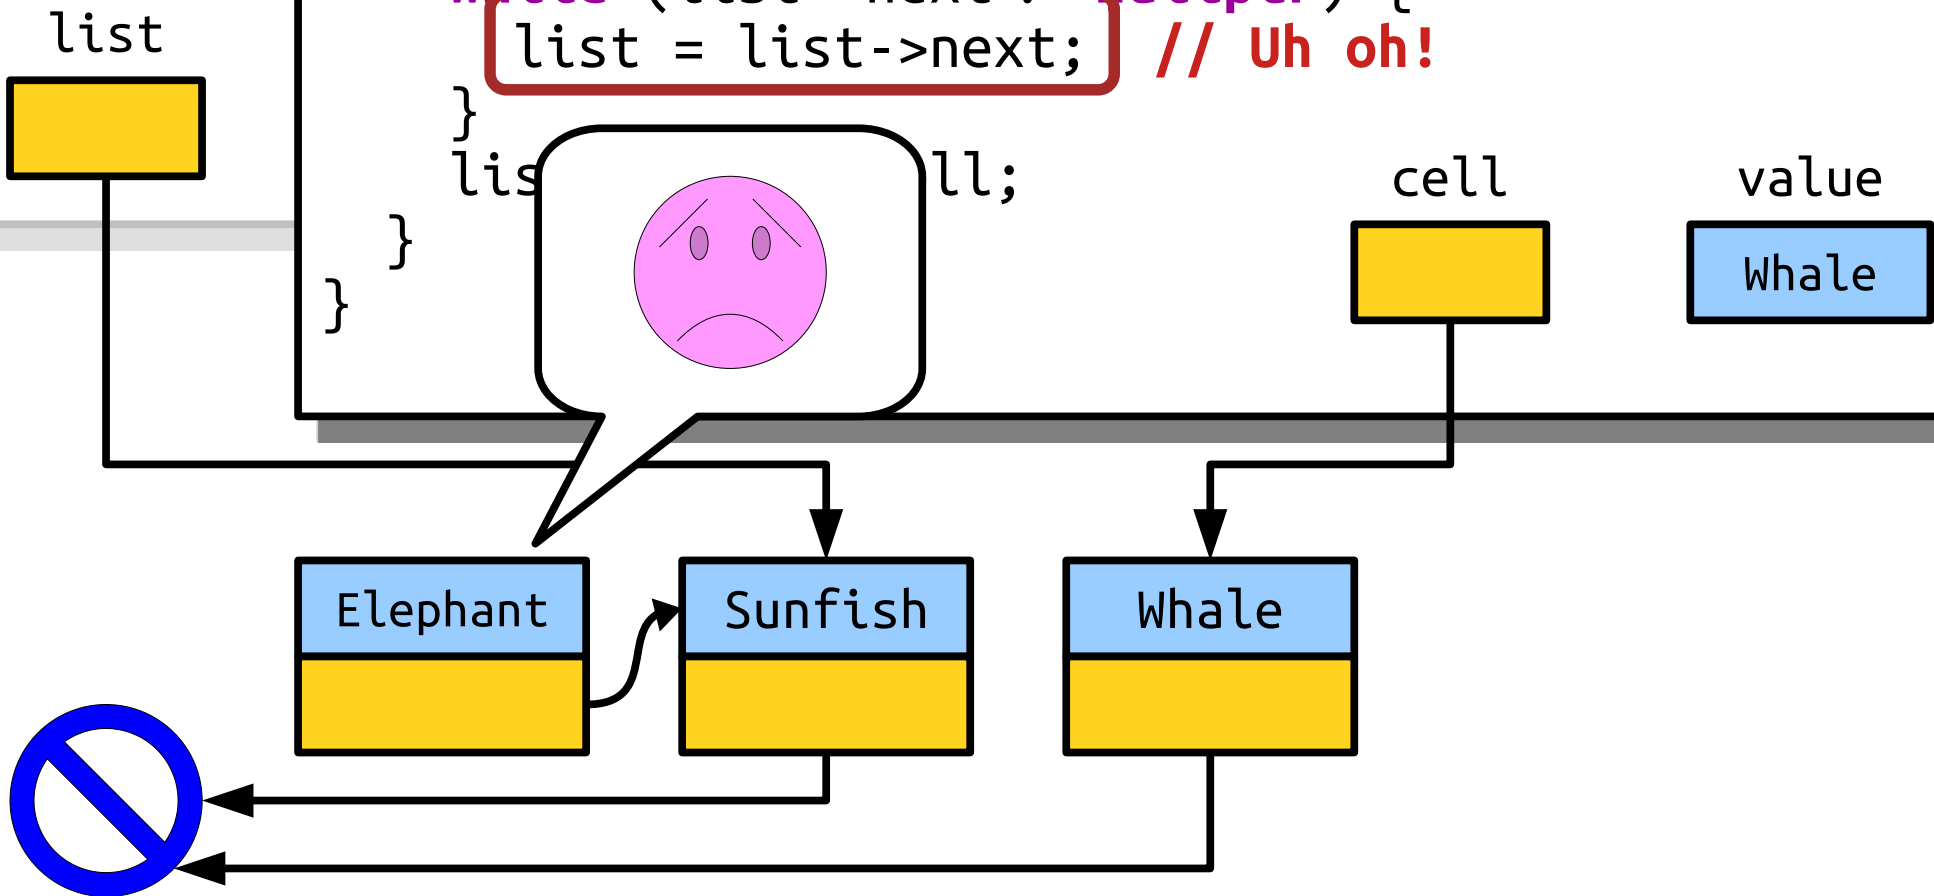 list
list = list->next; // Uh oh!
}
lis ll;
}
}
cell value
Whale
Elephant Sunfish Whale